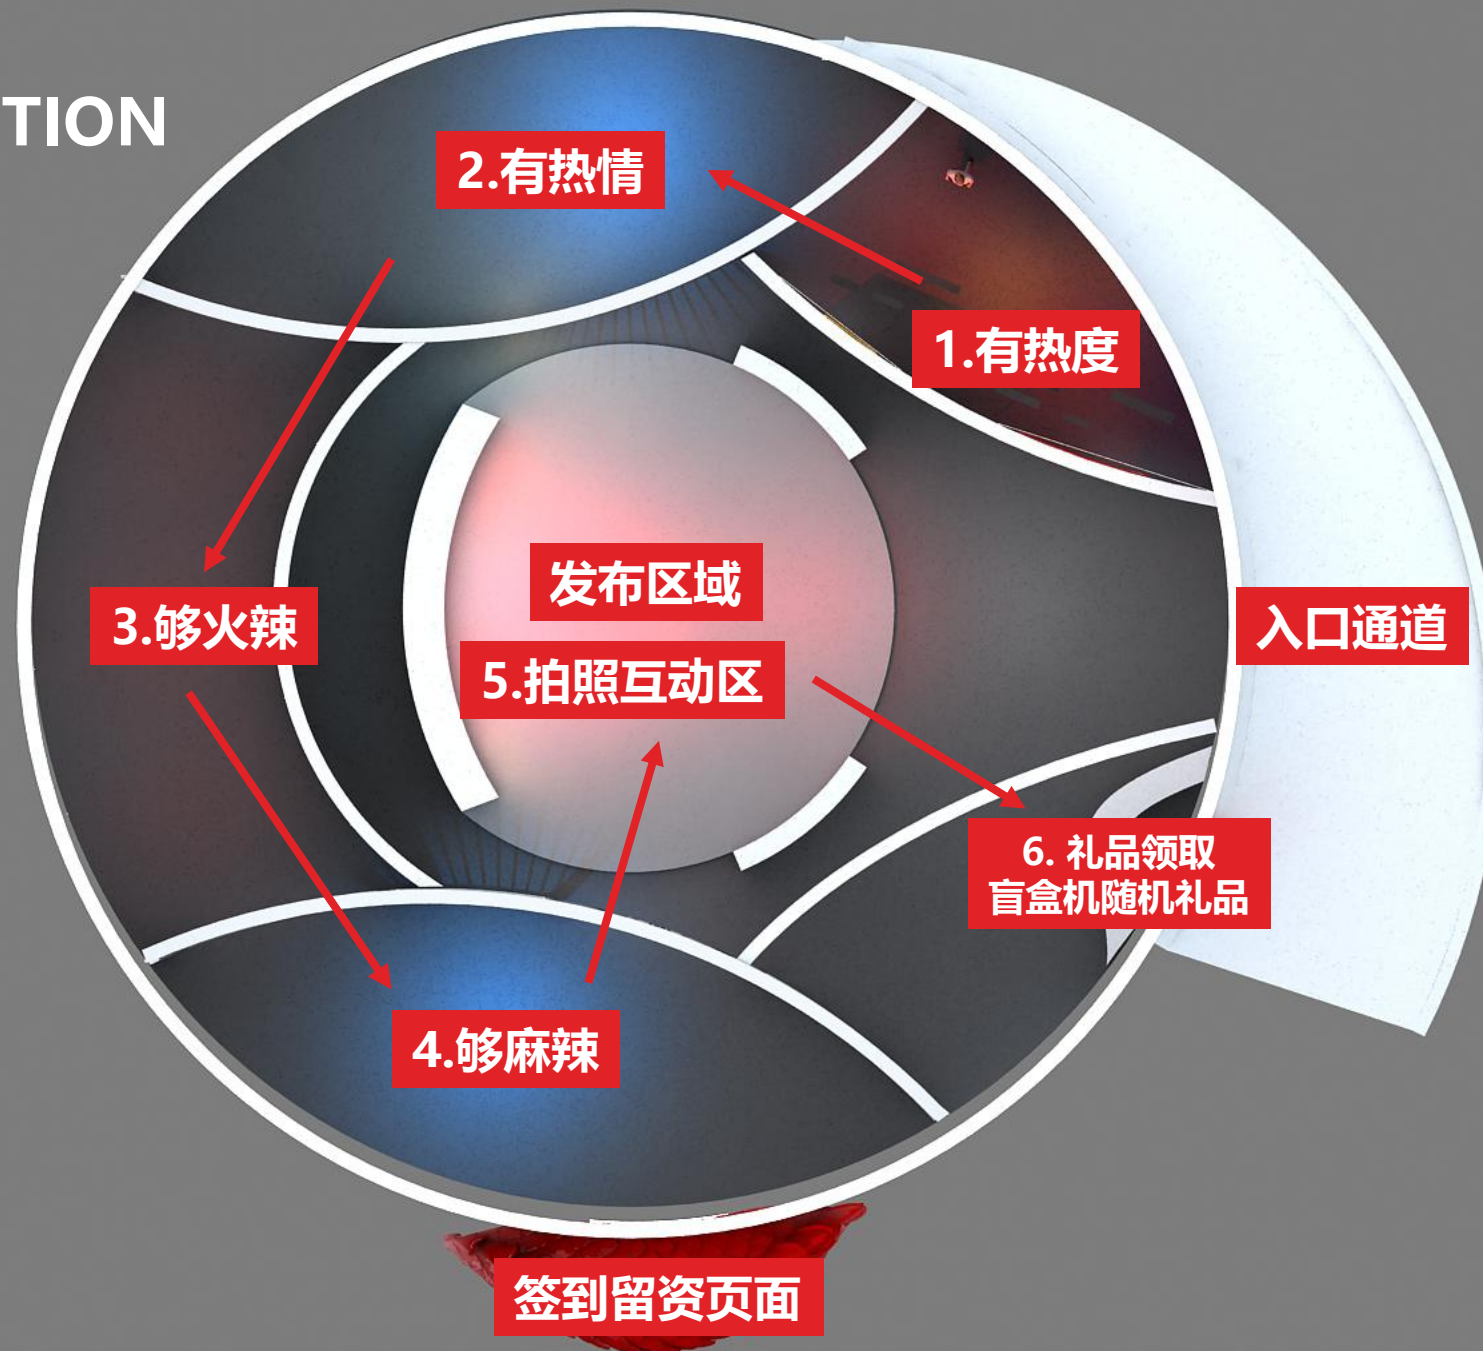 TION
2.有热情
1.有热度
发布区域
3.够火辣
入口通道
5.拍照互动区
6. 礼品领取
盲盒机随机礼品
4.够麻辣
签到留资页面